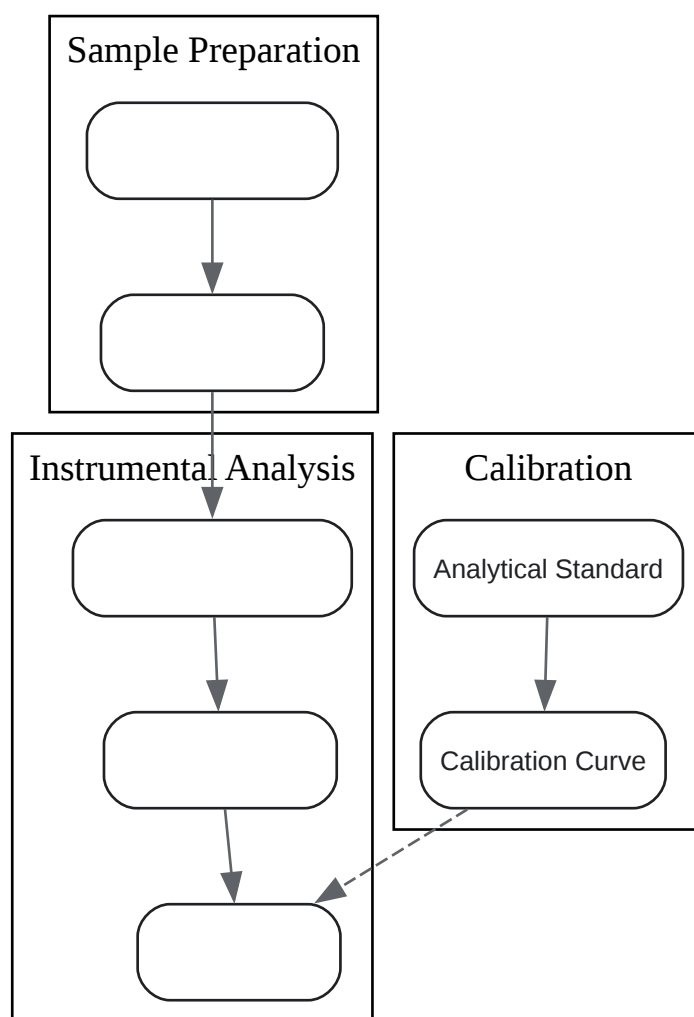 Sample Preparation
Instrumental Analysis
Calibration
Analytical Standard
Calibration Curve